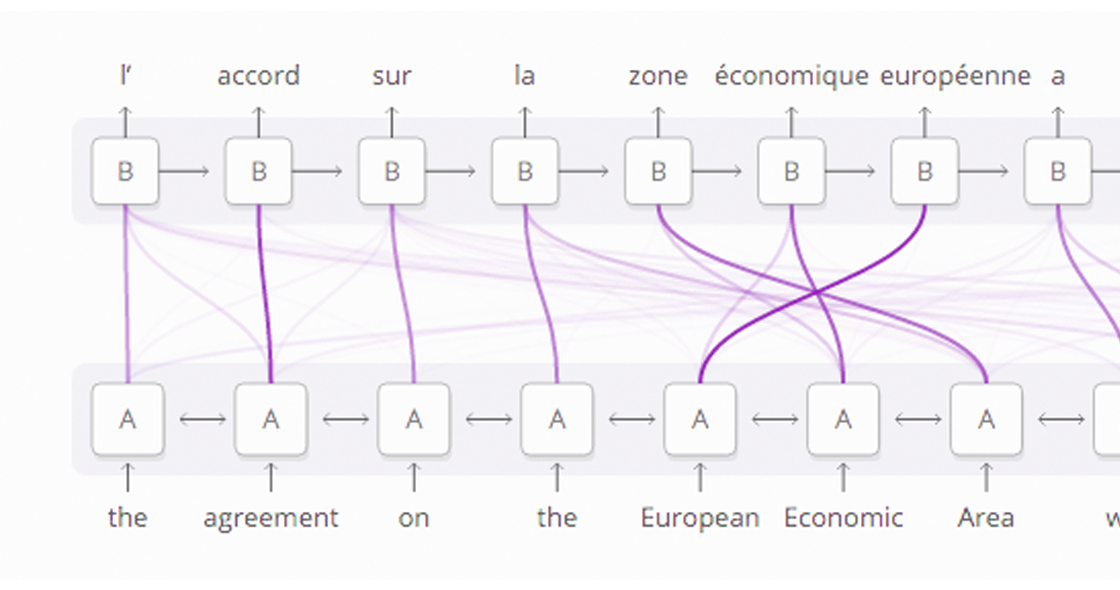 l' accord sur la zone économique européenne a
B B B B B B B B
A A A A A A A
the agreement on the European Economic Area